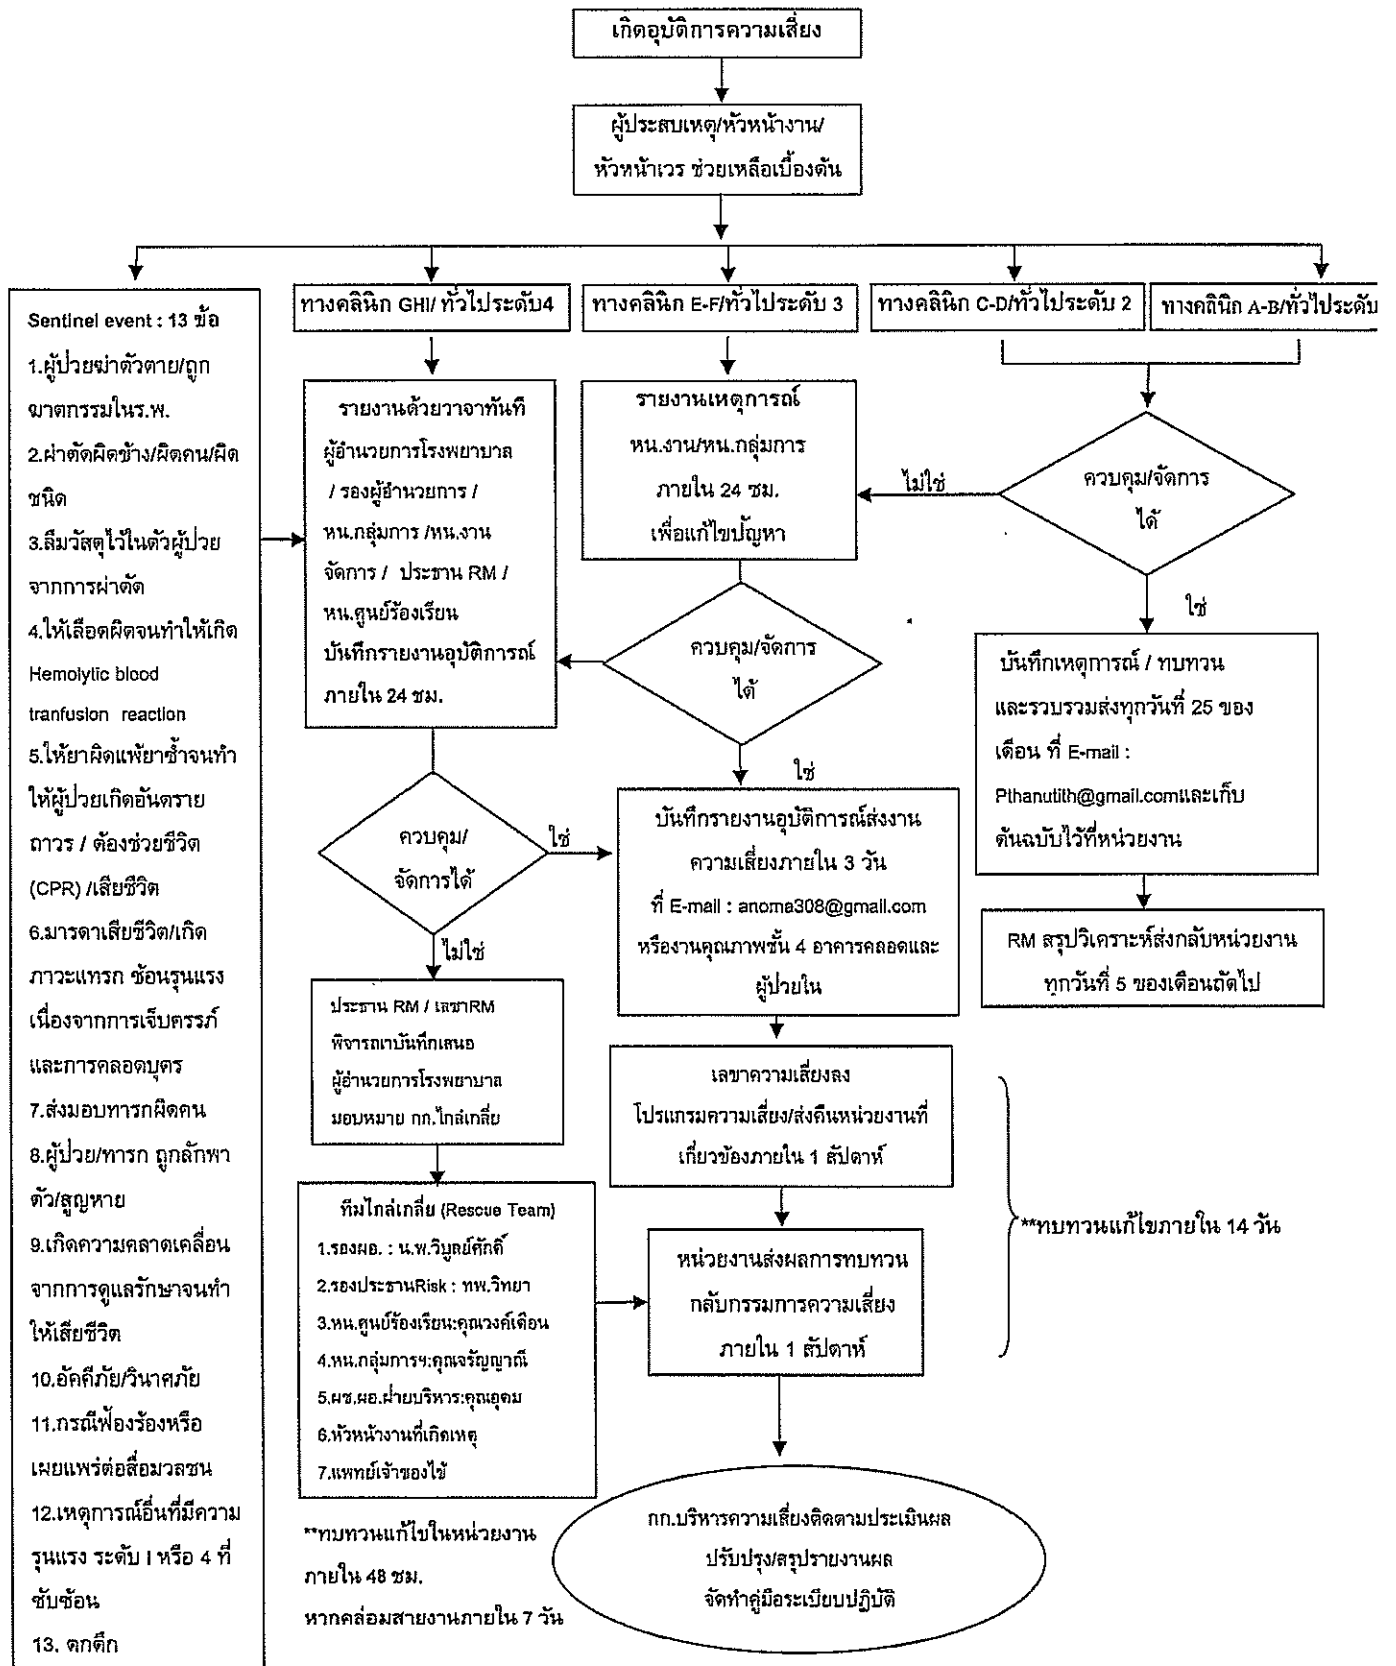 เกิดอุบัติการความเสี่ยง
ผู้ประสบเหตุ/หัวหน้างาน/
หัวหน้าเวร ช่วยเหลือเบื้องต้น
Sentinel event : 13 ข้อ
1.ผู้ป่วยฆ่าตัวตาย/ถูก
ฆาตกรรมในร.พ.
2.ผ่าตัดผิดข้าง/ผิดคน/ผิด
ชนิด
3.ลืมวัสดุไว้ในตัวผู้ป่วย
จากการผ่าตัด
4.ให้เลือดผิดจนทำให้เกิด
Hemolytic blood
tranfusion reaction
5.ให้ยาผิดแพ้ยาซ้ำจนทำ
ให้ผู้ป่วยเกิดอันตราย
ถาวร / ต้องช่วยชีวิต
(CPR) /เสียชีวิต
6.มารดาเสียชีวิต/เกิด
ภาวะแทรก ซ้อนรุนแรง
เนื่องจากการเจ็บครรภ์
และการคลอดบุตร
7.ส่งมอบทารกผิดคน
8.ผู้ป่วย/ทารก ถูกลักพา
ตัว/สูญหาย
9.เกิดความคลาดเคลื่อน
จากการดูแลรักษาจนทำ
ให้เสียชีวิต
10.อัคคีภัย/วินาศภัย
11.กรณีฟ้องร้องหรือ
เผยแพร่ต่อสื่อมวลชน
12.เหตุการณ์อื่นที่มีความ
รุนแรง ระดับ I หรือ 4 ที่
ซับซ้อน
13. ตกตึก
ทางคลินิก GHI/ ทั่วไประดับ4
รายงานด้วยวาจาทันที
ผู้อำนวยการโรงพยาบาล
/ รองผู้อำนวยการ /
หน.กลุ่มการ /หน.งาน
จัดการ / ประธาน RM /
หน.ศูนย์ร้องเรียน
บันทึกรายงานอุบัติการณ์
ภายใน 24 ชม.
ควบคุม/
จัดการได้
ใช่
ไม่ใช่
ประธาน RM / เลขาRM
พิจารณาบันทึกเสนอ
ผู้อำนวยการโรงพยาบาล
มอบหมาย กก.ไกล่เกลี่ย
ทีมไกล่เกลี่ย (Rescue Team)
1.รองผอ. : น.พ.วิบูลย์ศักดิ์
2.รองประธานRisk : ทพ.วิทยา
3.หน.ศูนย์ร้องเรียน:คุณวงค์เดือน
4.หน.กลุ่มการฯ:คุณจรัญญาณี
5.ผช.ผอ.ฝ่ายบริหาร:คุณอุดม
6.หัวหน้างานที่เกิดเหตุ
7.แพทย์เจ้าของไข้
**ทบทวนแก้ไขในหน่วยงาน
ภายใน 48 ชม.
หากคล่อมสายงานภายใน 7 วัน
ทางคลินิก E-F/ทั่วไประดับ 3
รายงานเหตุการณ์
หน.งาน/หน.กลุ่มการ
ภายใน 24 ชม.
เพื่อแก้ไขปัญหา
ควบคุม/จัดการ
ได้
ใช่
บันทึกรายงานอุบัติการณ์ส่งงาน
ความเสี่ยงภายใน 3 วัน
ที่ E-mail : anoma308@gmail.com
หรืองานคุณภาพชั้น 4 อาคารคลอดและ
ผู้ป่วยใน
เลขาความเสี่ยงลง
โปรแกรมความเสี่ยง/ส่งคืนหน่วยงานที่
เกี่ยวข้องภายใน 1 สัปดาห์
หน่วยงานส่งผลการทบทวน
กลับกรรมการความเสี่ยง
ภายใน 1 สัปดาห์
กก.บริหารความเสี่ยงติดตามประเมินผล
ปรับปรุง/สรุปรายงานผล
จัดทำคู่มือระเบียบปฏิบัติ
ทางคลินิก C-D/ทั่วไประดับ 2
ทางคลินิก A-B/ทั่วไประดับ
ควบคุม/จัดการ
ได้
ไม่ใช่
ใช่
บันทึกเหตุการณ์ / ทบทวน
และรวบรวมส่งทุกวันที่ 25 ของ
เดือน ที่ E-mail :
Pthanutith@gmail.comและเก็บ
ต้นฉบับไว้ที่หน่วยงาน
RM สรุปวิเคราะห์ส่งกลับหน่วยงาน
ทุกวันที่ 5 ของเดือนถัดไป
**ทบทวนแก้ไขภายใน 14 วัน